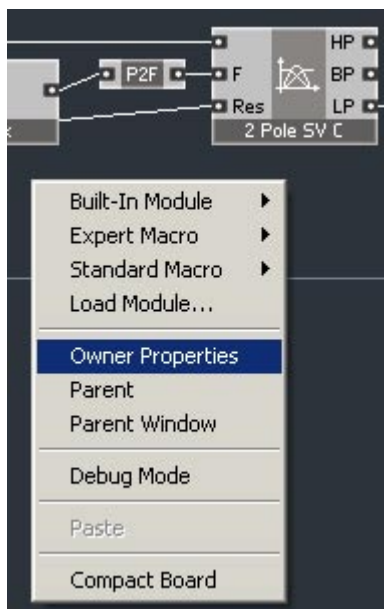 HP
P2F
F
BP
Res
LP
2 Pole SV C
Built-In Module
Expert Macro
Standard Macro
Load Module...
Owner Properties
Parent
Parent Window
Debug Mode
Paste
Compact Board